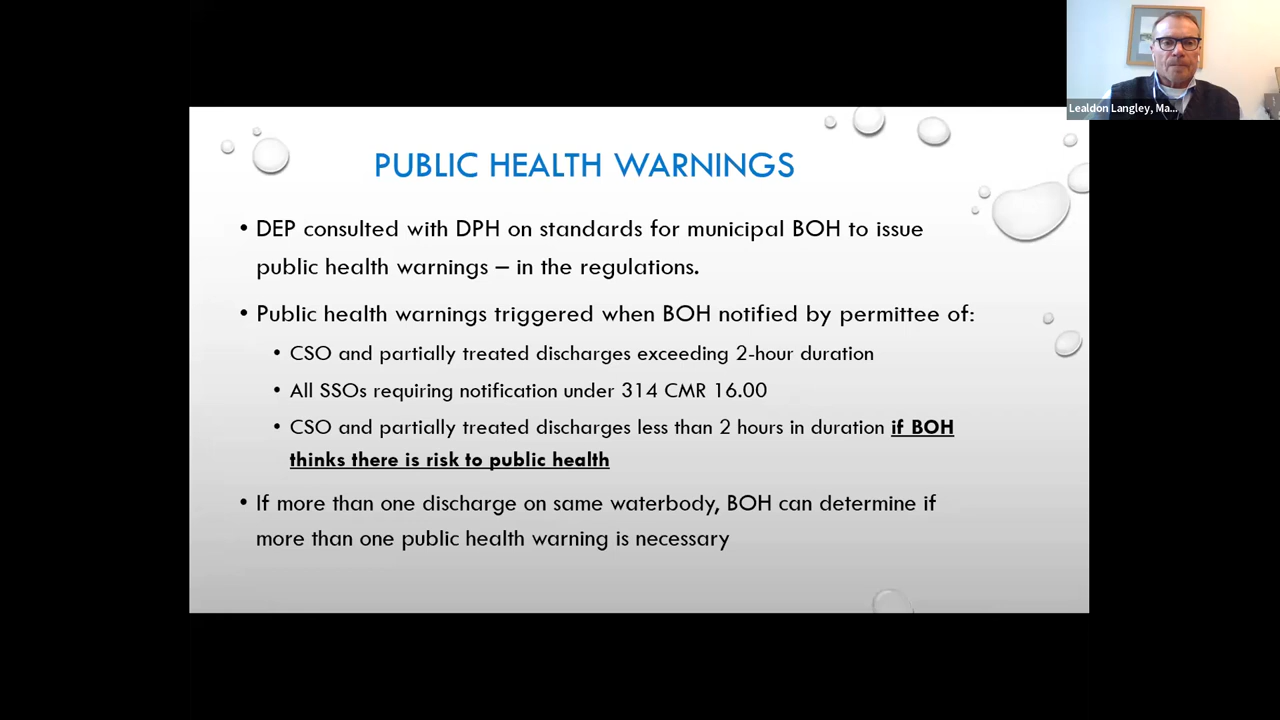 Lealdon Langley, Ma...
PUBLIC HEALTH WARNINGS
• DEP consulted with DPH on standards for municipal BOH to issue
public health warnings – in the regulations.
• Public health warnings triggered when BOH notified by permittee of:
• CSO and partially treated discharges exceeding 2-hour duration
• All SSOs requiring notification under 314 CMR 16.00
• CSO and partially treated discharges less than 2 hours in duration if BOH
thinks there is risk to public health
• If more than one discharge on same waterbody, BOH can determine if
more than one public health warning is necessary